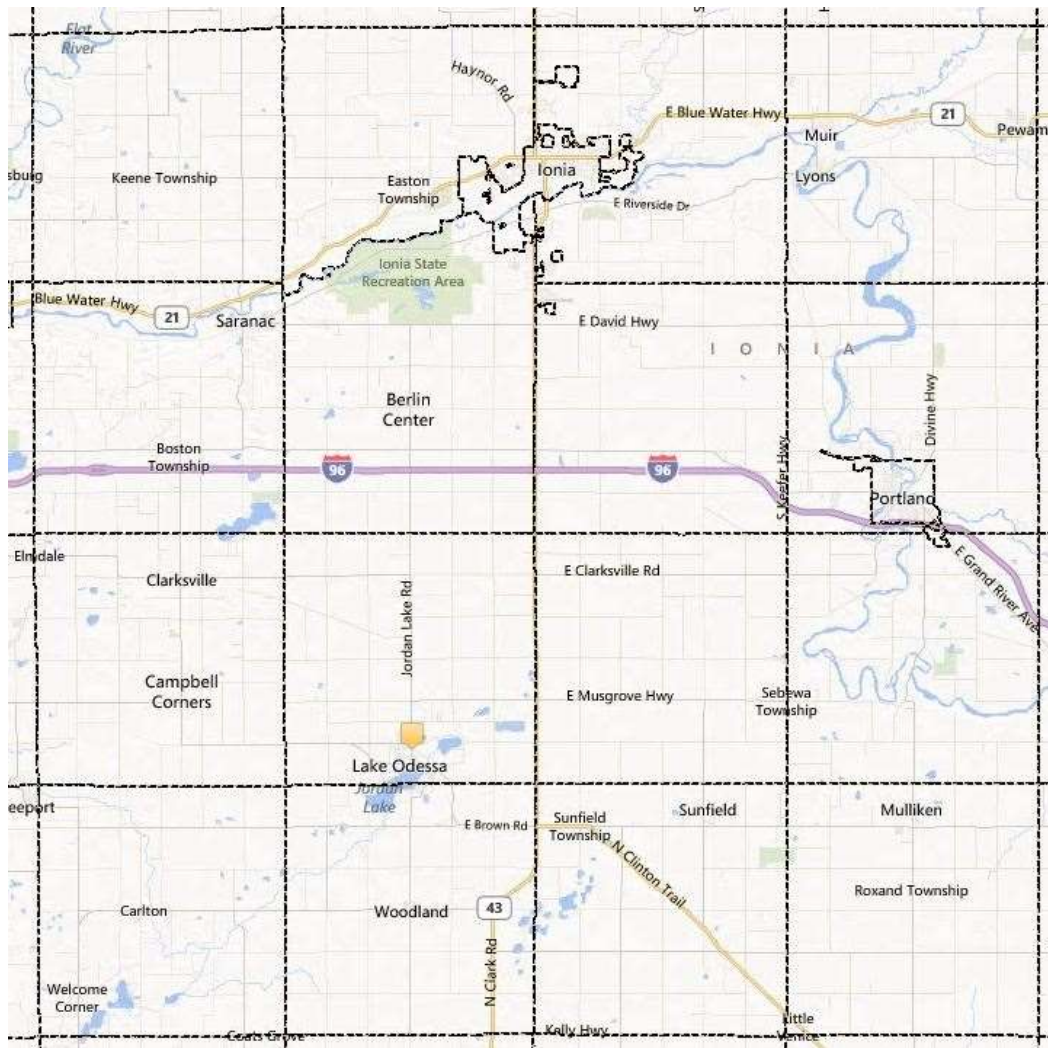 Flat
River
Haynor Rd
E Blue Water Hwy
21
Pewam
Muir
Ionia
sburg
Keene Township
Easton
Township
Lyons
E Riverside Dr
Ionia State
Recreation Area
Blue Water Hwy
21
Saranac
E David Hwy
I O N I A
Berlin
Center
Divine Hwy
Boston
Township
96
96
S Keefer Hwy
Portland
Elmdale
Clarksville
E Clarksville Rd
E Grand River Ave
Jordan Lake Rd
Campbell
Corners
E Musgrove Hwy
Sebewa
Township
Lake Odessa
Jordan
Lake
eeport
E Brown Rd
Sunfield
Township
Sunfield
Mulliken
N Clinton Trail
Roxand Township
Carlton
Woodland
43
N Clark Rd
Welcome
Corner
Coats Grove
Kelly Hwy
Little
Venice